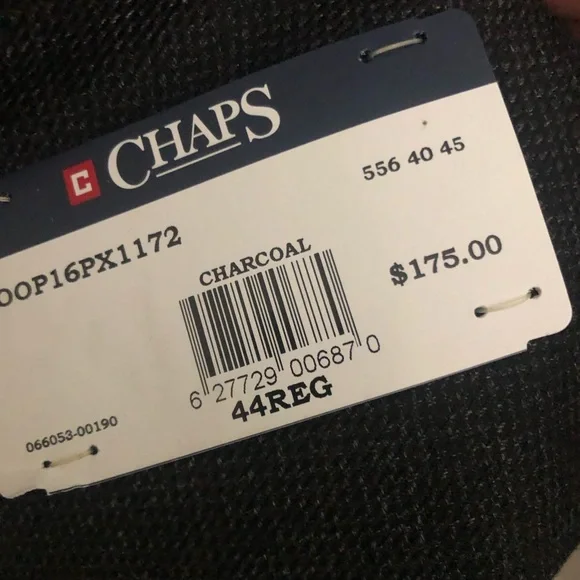 C CHAPS
556 40 45
OOP16PX1172
CHARCOAL
$175.00
6 27729 00687 0
44REG
066053-00190